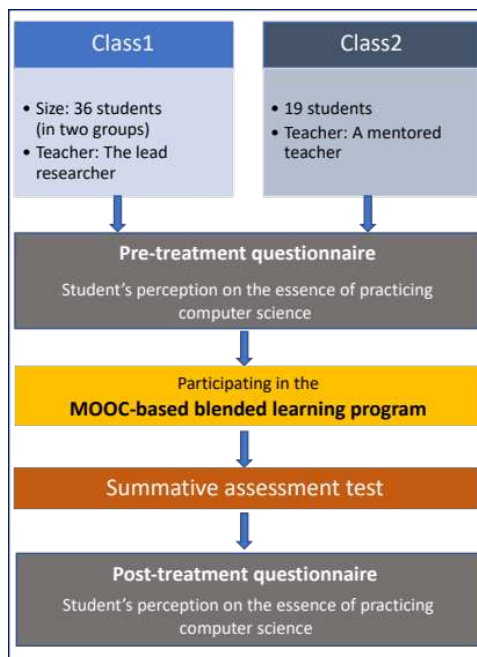 Class1
• Size: 36 students
(in two groups)
• Teacher: The lead
researcher
Class2
• 19 students
• Teacher: A mentored
teacher
Pre-treatment questionnaire
Student's perception on the essence of practicing
computer science
Participating in the
MOOC-based blended learning program
Summative assessment test
Post-treatment questionnaire
Student's perception on the essence of practicing
computer science